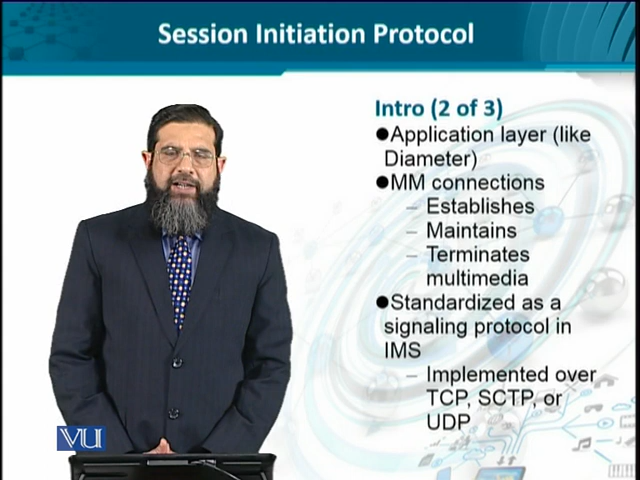 Session Initiation Protocol
Intro (2 of 3)
●Application layer (like
Diameter)
●MM connections
– Establishes
– Maintains
– Terminates
multimedia
●Standardized as a
signaling protocol in
IMS
– Implemented over
TCP, SCTP, or
UDP
VU